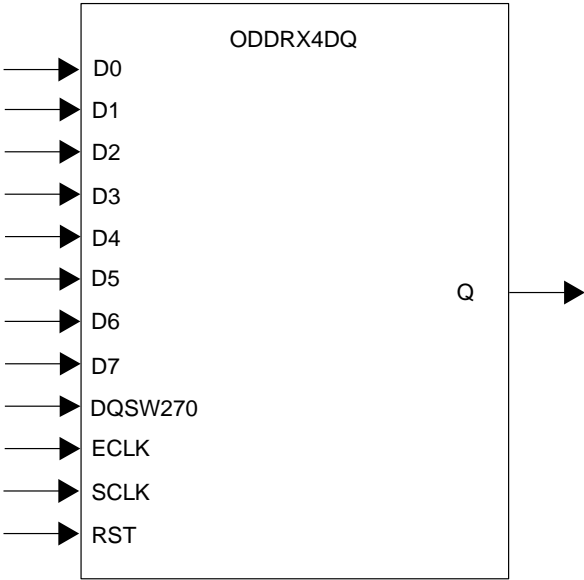 ODDRX4DQ
D0
D1
D2
D3
D4
D5
D6
D7
DQSW270
ECLK
SCLK
RST
Q